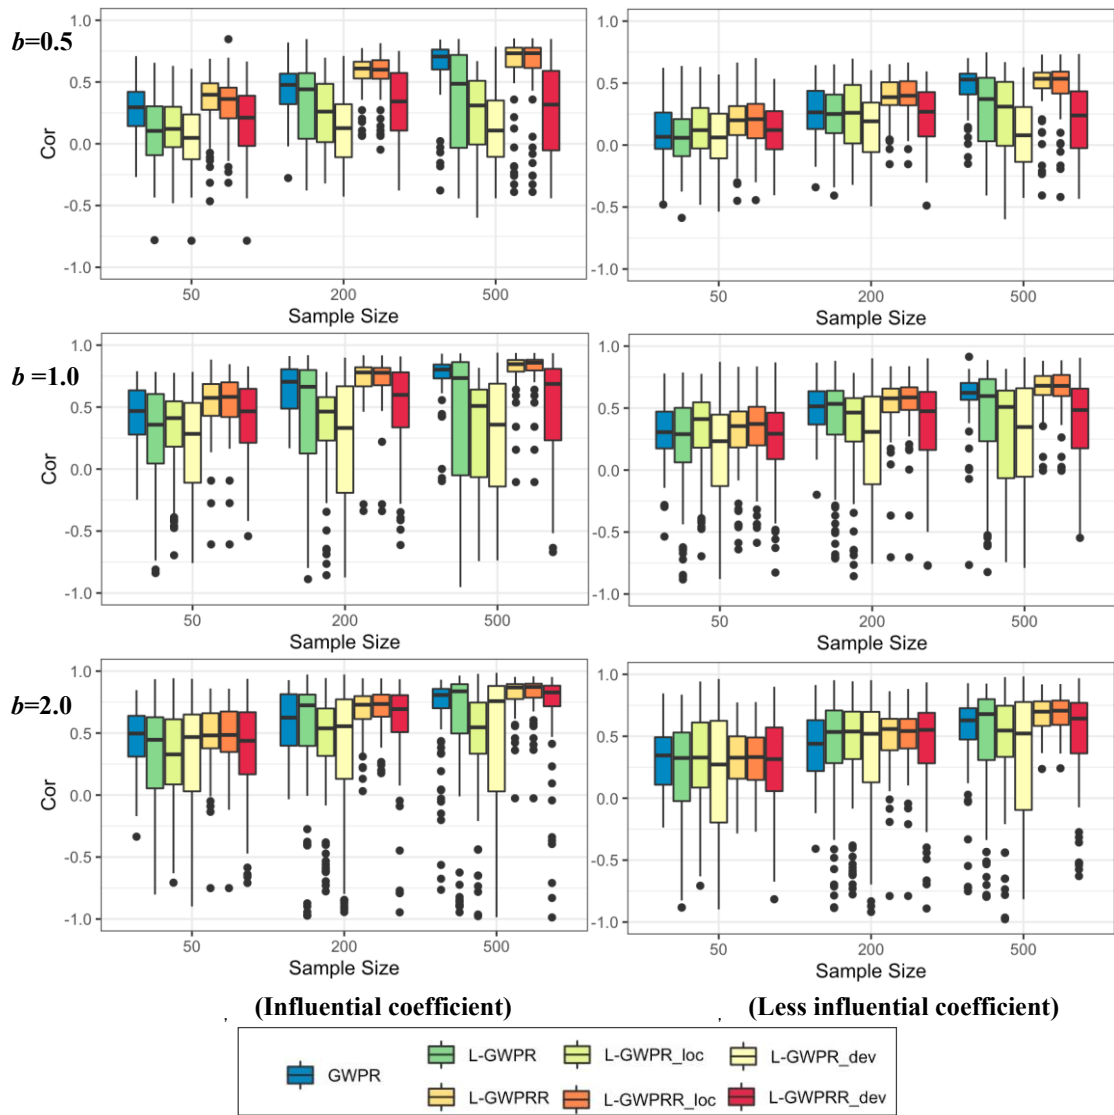 b=0.5
1.0
0.5
0.0
-0.5
-1.0
Cor
50 200 500
Sample Size
1.0
0.5
0.0
-0.5
-1.0
50 200 500
Sample Size
b =1.0
1.0
0.5
0.0
-0.5
-1.0
Cor
50 200 500
Sample Size
1.0
0.5
0.0
-0.5
-1.0
50 200 500
Sample Size
b=2.0
1.0
0.5
0.0
-0.5
-1.0
Cor
50 200 500
Sample Size
1.0
0.5
0.0
-0.5
-1.0
50 200 500
Sample Size
, (Influential coefficient) , (Less influential coefficient)
GWPR L-GWPR L-GWPR_loc L-GWPR_dev
L-GWPRR L-GWPRR_loc L-GWPRR_dev